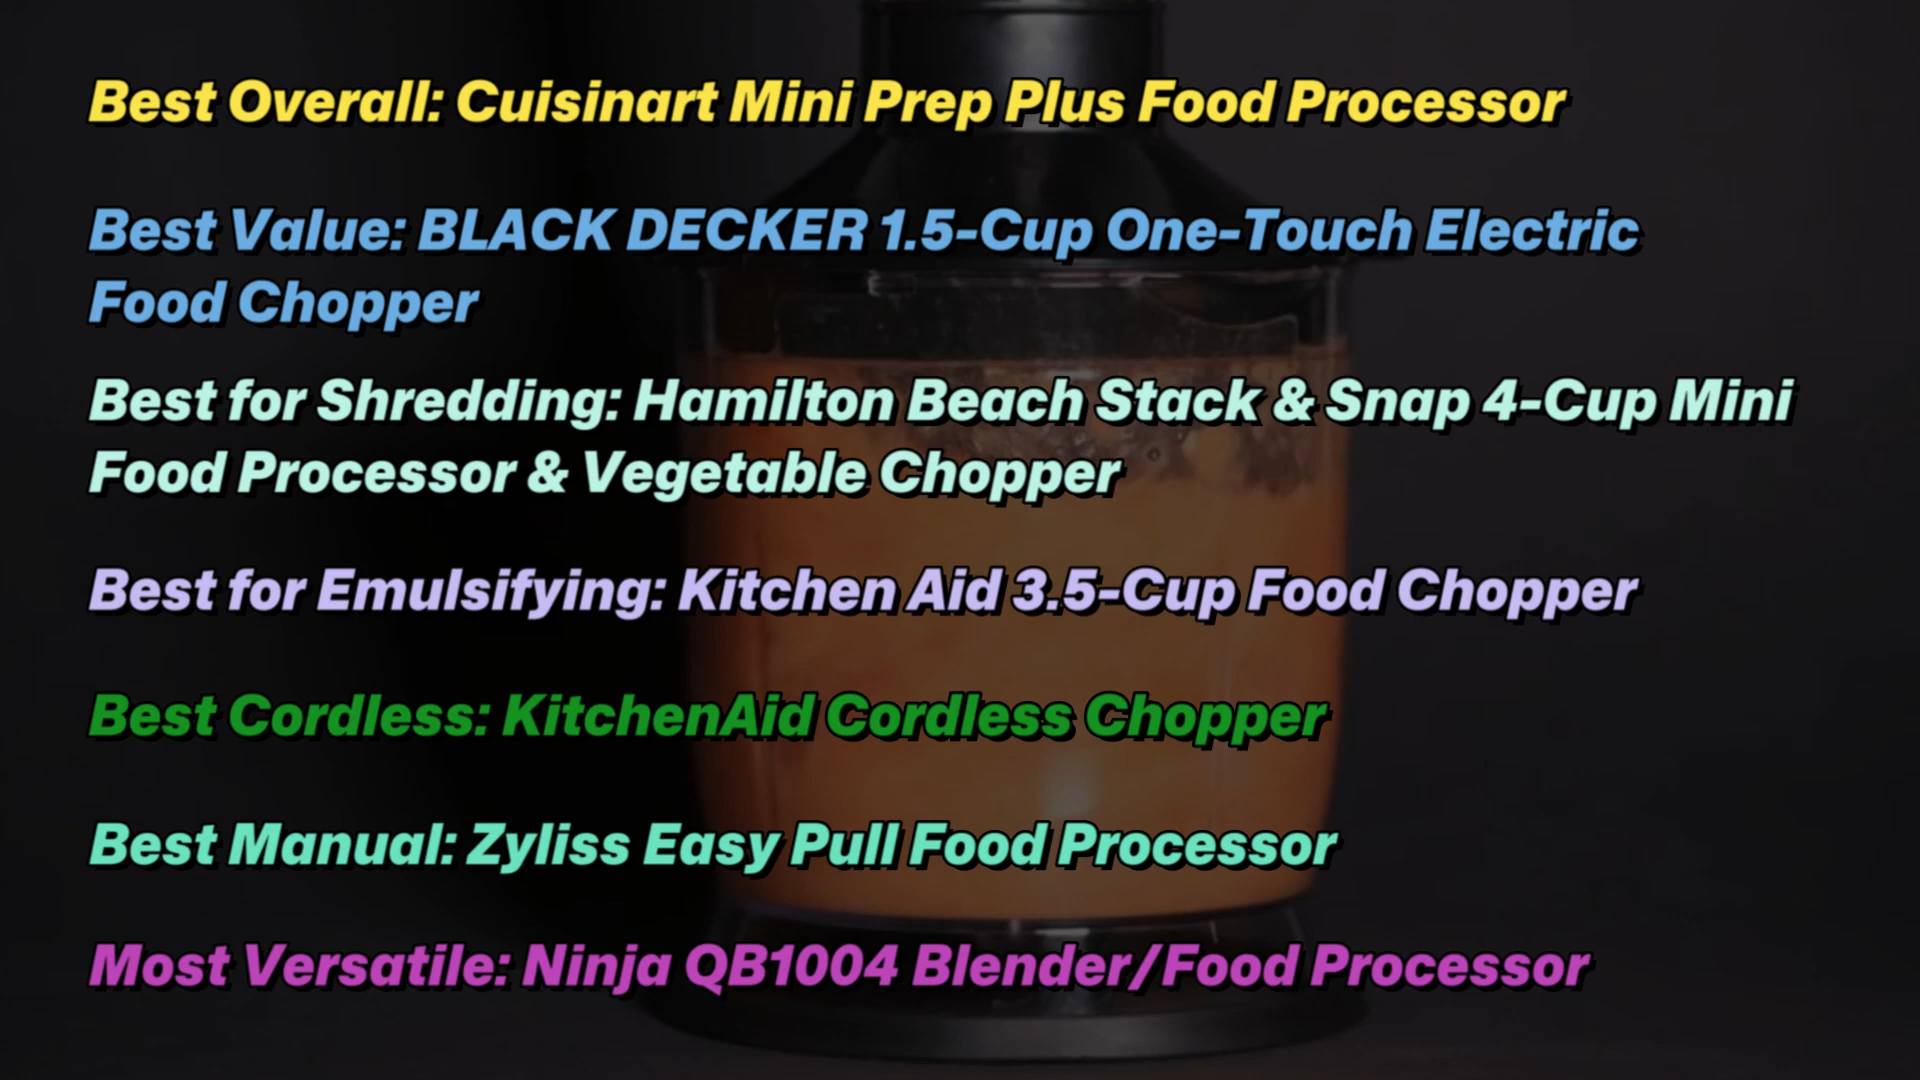 Best Overall: Cuisinart Mini Prep Plus Food Processor
Best Value: BLACK DECKER 1.5-Cup One-Touch Electric
Food Chopper
Best for Shredding: Hamilton Beach Stack & Snap 4-Cup Mini
Food Processor & Vegetable Chopper
Best for Emulsifying: Kitchen Aid 3.5-Cup Food Chopper
Best Cordless: KitchenAid Cordless Chopper
Best Manual: Zyliss Easy Pull Food Processor
Most Versatile: Ninja QB1004 Blender/Food Processor